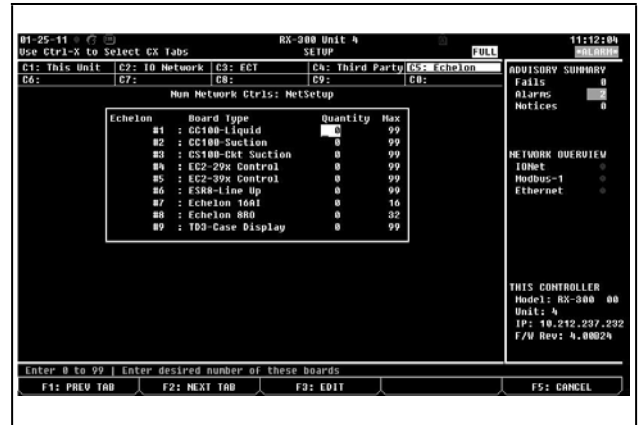 01-25-11 RX-300 Unit 4 11:12:04
Use Ctrl-X to Select CX Tabs SETUP FULL *ALARM*
C1: This Unit C2: IO Network C3: ECT C4: Third Party C5: Echelon
C6: C7: C8: C9: C0:
Num Network Ctrls: NetSetup
Echelon Board Type Quantity Max
#1 : CC100-Liquid 0 99
#2 : CC100-Suction 0 99
#3 : CS100-Ckt Suction 0 99
#4 : EC2-29x Control 0 99
#5 : EC2-39x Control 0 99
#6 : ESR8-Line Up 0 99
#7 : Echelon 16AI 0 16
#8 : Echelon 8RO 0 32
#9 : TD3-Case Display 0 99
ADVISORY SUMMARY
Fails 0
Alarms 2
Notices 0
NETWORK OVERVIEW
IONet
Modbus-1
Ethernet
THIS CONTROLLER
Model: RX-300 00
Unit: 4
IP: 10.212.237.232
F/W Rev: 4.00B24
Enter 0 to 99 | Enter desired number of these boards
F1: PREV TAB F2: NEXT TAB F3: EDIT F5: CANCEL